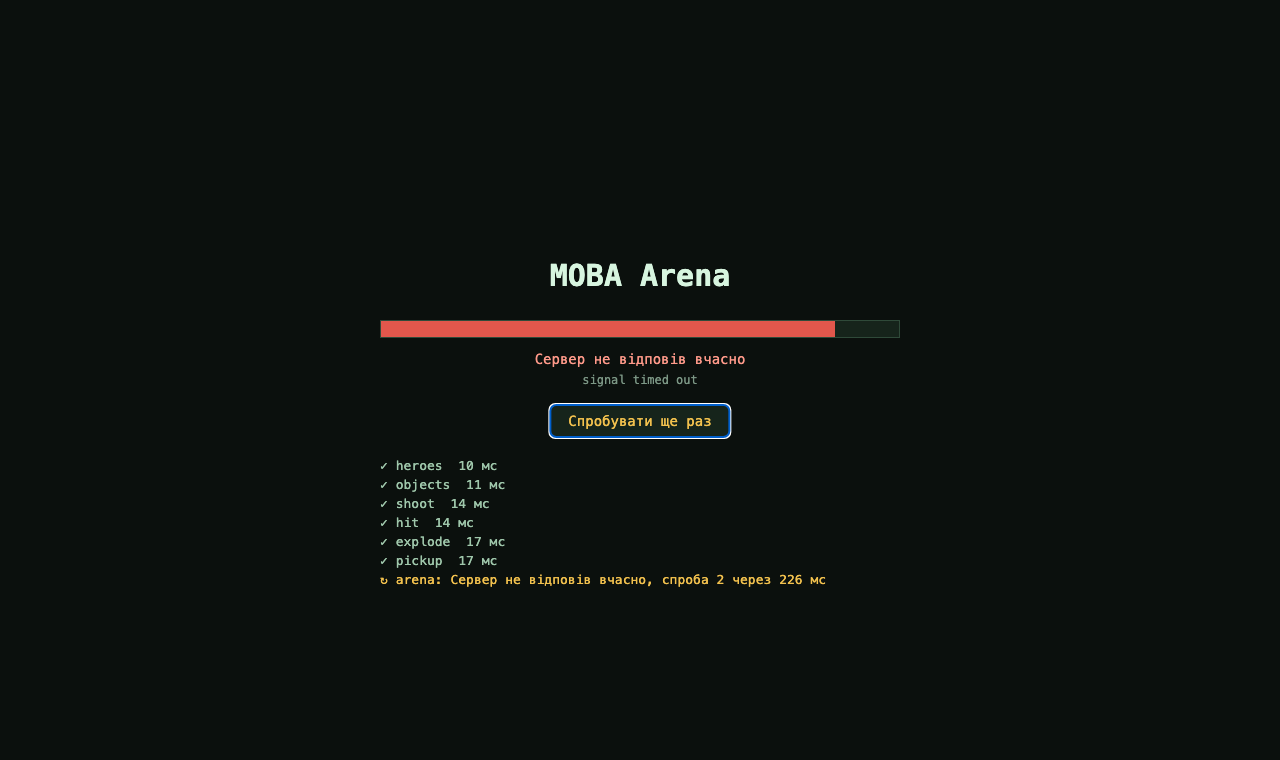 MOBA Arena
Сервер не відповів вчасно
signal timed out
Спробувати ще раз
✓ heroes  10 мс
✓ objects  11 мс
✓ shoot  14 мс
✓ hit  14 мс
✓ explode  17 мс
✓ pickup  17 мс
↻ arena: Сервер не відповів вчасно, спроба 2 через 226 мс